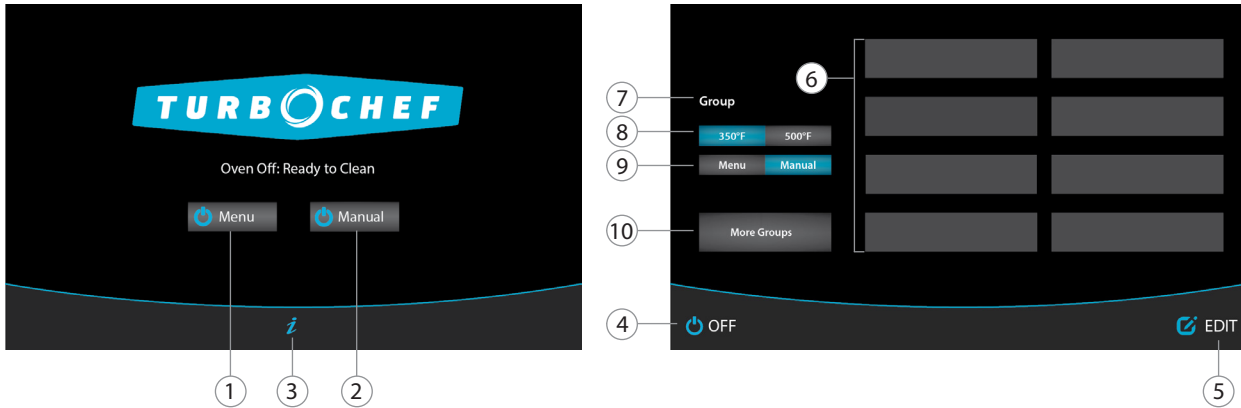 TURBOCHEF
Oven Off: Ready to Clean
Menu
Manual
i
1
3
2
6
7
Group
8
350°F
500°F
9
Menu
Manual
10
More Groups
4
OFF
EDIT
5